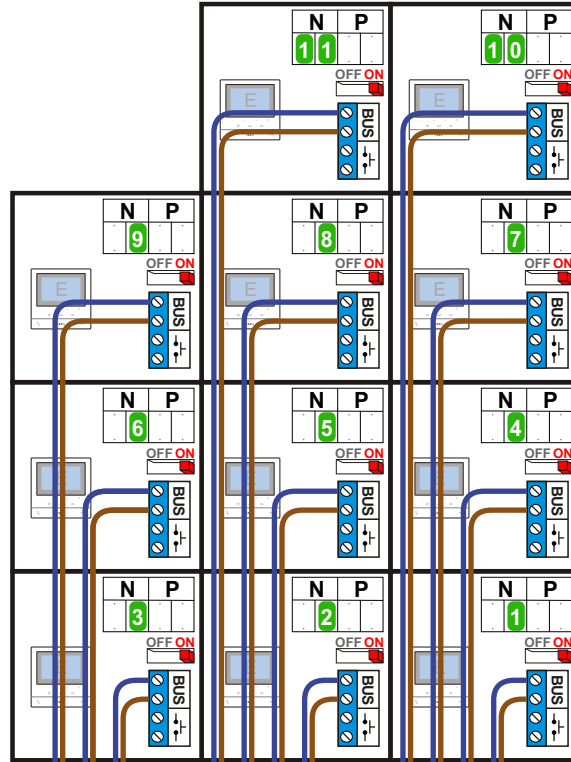 N P N P
1 1 1 0
OFF ON OFF ON
E E
BUS BUS
N P N P N P
9 8 7
OFF ON OFF ON OFF ON
E E E
BUS BUS BUS
N P N P N P
6 5 4
OFF ON OFF ON OFF ON
BUS BUS BUS
N P N P N P
3 2 1
OFF ON OFF ON OFF ON
BUS BUS BUS